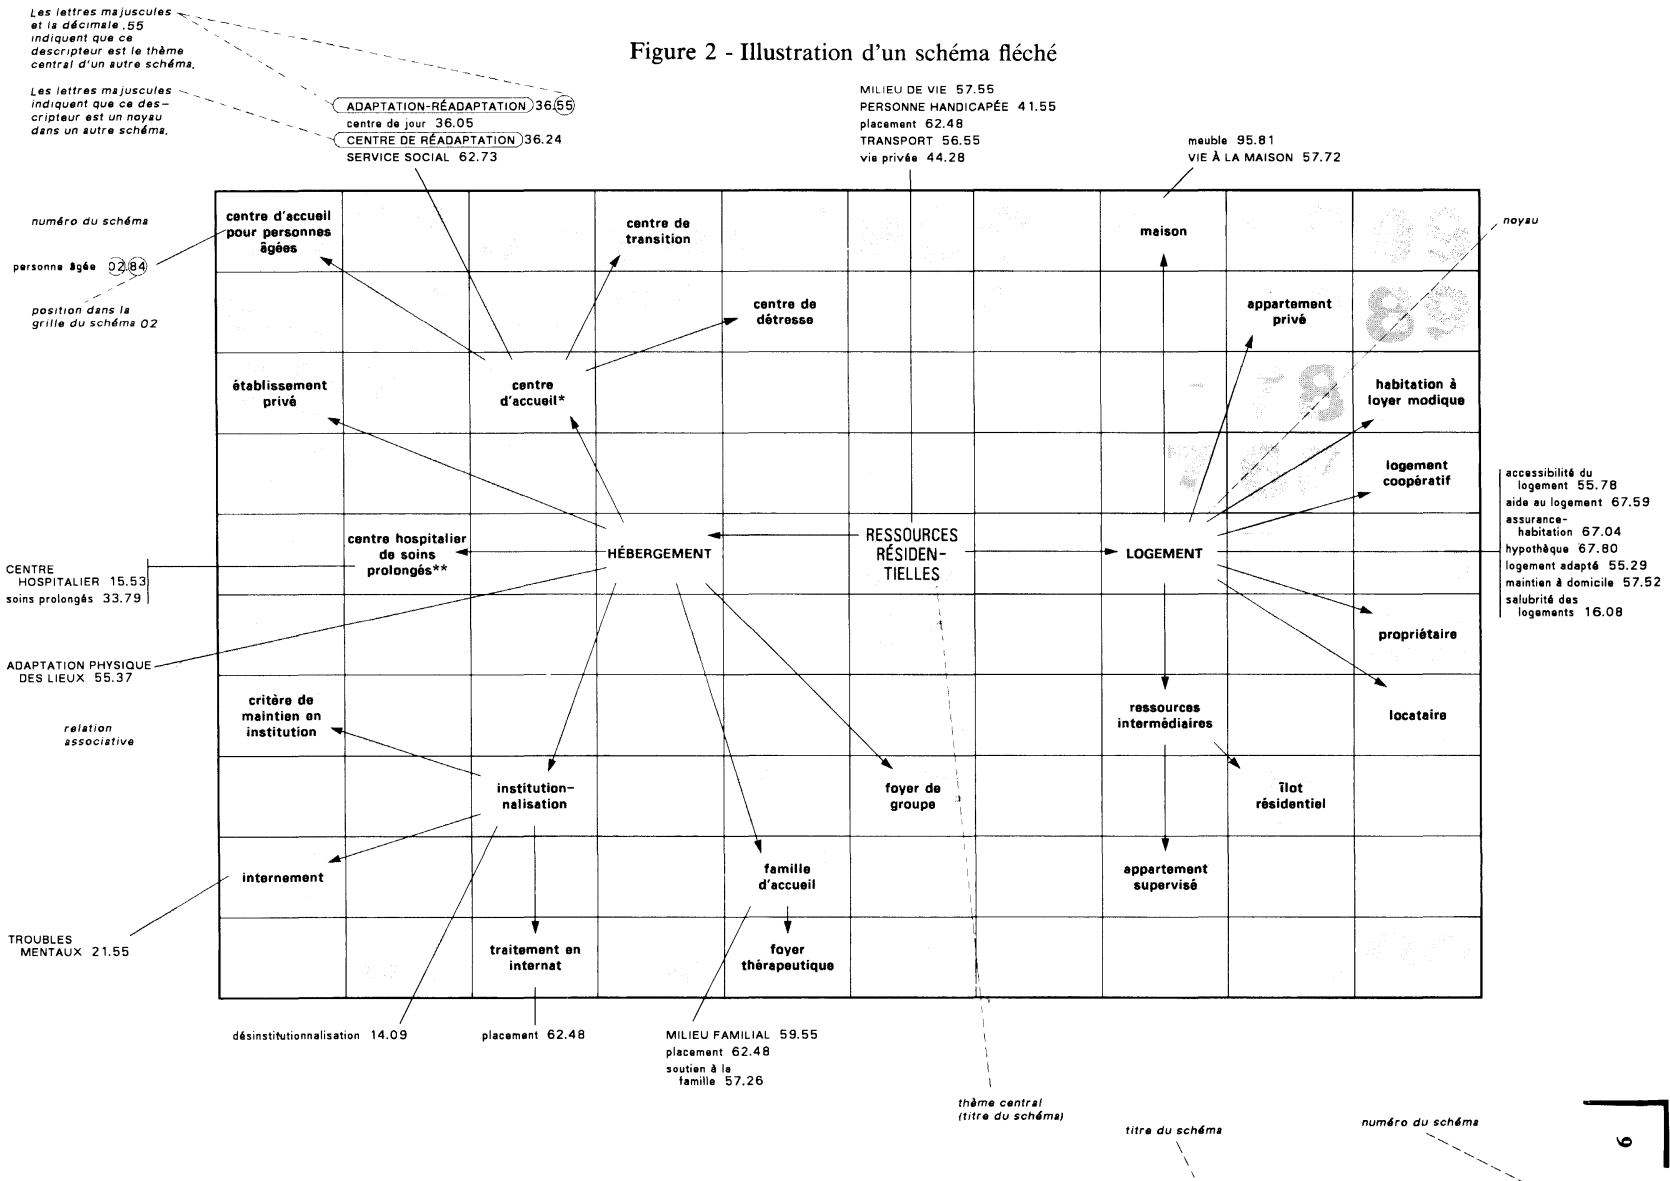 Les lettres majuscules
et la décimale .55
indiquent que ce
descripteur est le thème
central d'un autre schéma.
Figure 2 - Illustration d'un schéma fléché
Les lettres majuscules
indiquent que ce des-
cripteur est un noyau
dans un autre schéma.
ADAPTATION-RÉADAPTATION 36.55
centre de jour 36.05
CENTRE DE RÉADAPTATION 36.24
SERVICE SOCIAL 62.73
MILIEU DE VIE 57.55
PERSONNE HANDICAPÉE 41.55
placement 62.48
TRANSPORT 56.55
vie privée 44.28
meuble 95.81
VIE À LA MAISON 57.72
numéro du schéma
personne âgée 02.84
position dans la
grille du schéma 02
noyau
centre d'accueil
pour personnes
âgées
centre de
transition
maison
centre de
détresse
appartement
privé
établissement
privé
centre
d'accueil*
habitation à
loyer modique
logement
coopératif
centre hospitalier
de soins
prolongés**
HÉBERGEMENT
RESSOURCES
RÉSIDEN-
TIELLES
LOGEMENT
accessibilité du
logement 55.78
aide au logement 67.59
assurance-
habitation 67.04
hypothèque 67.80
logement adapté 55.29
maintien à domicile 57.52
salubrité des
logements 16.08
CENTRE
HOSPITALIER 15.53
soins prolongés 33.79
propriétaire
ADAPTATION PHYSIQUE
DES LIEUX 55.37
relation
associative
critère de
maintien en
institution
ressources
intermédiaires
locataire
institution-
nalisation
foyer de
groupe
îlot
résidentiel
internement
famille
d'accueil
appartement
supervisé
TROUBLES
MENTAUX 21.55
traitement en
internat
foyer
thérapeutique
désinstitutionnalisation 14.09
placement 62.48
MILIEU FAMILIAL 59.55
placement 62.48
soutien à la
famille 57.26
thème central
(titre du schéma)
titre du schéma
numéro du schéma